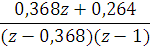 0,368z + 0,264
(z − 0,368)(z − 1)